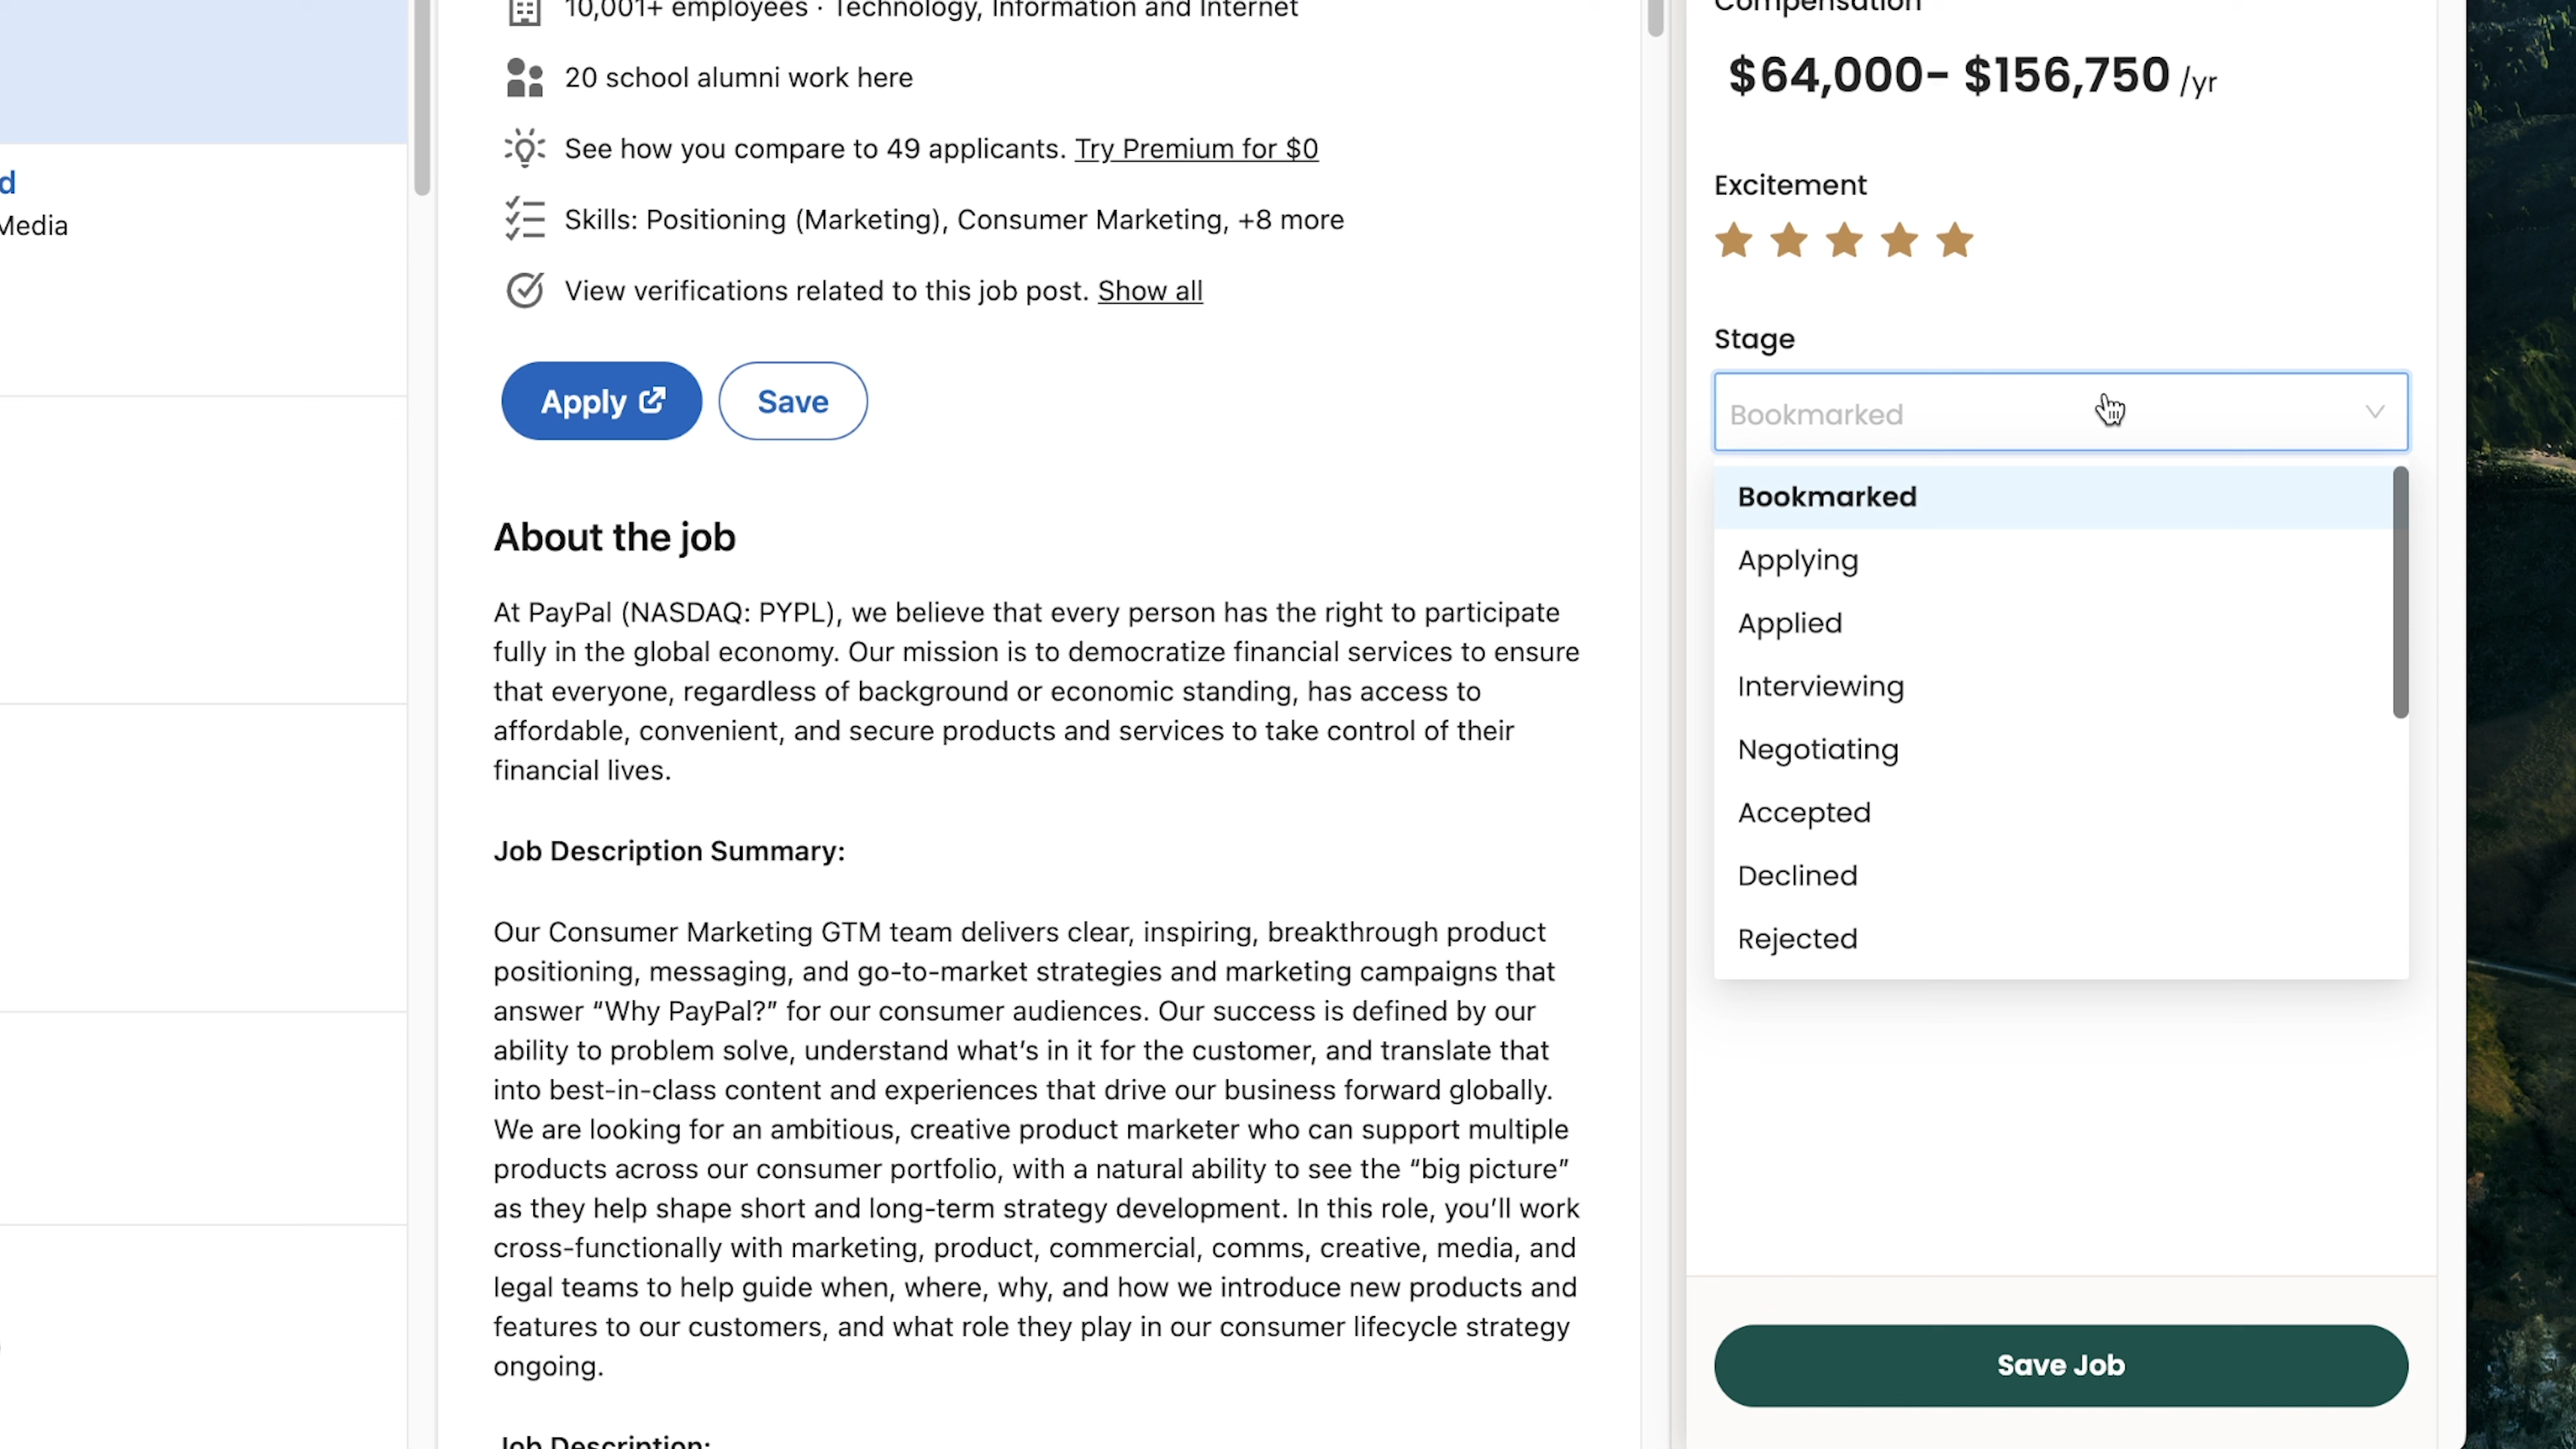 d
Media
10,001+ employees · Technology, Information and Internet
20 school alumni work here
See how you compare to 49 applicants. Try Premium for $0
Skills: Positioning (Marketing), Consumer Marketing, +8 more
View verifications related to this job post. Show all
Apply
Save
About the job
At PayPal (NASDAQ: PYPL), we believe that every person has the right to participate
fully in the global economy. Our mission is to democratize financial services to ensure
that everyone, regardless of background or economic standing, has access to
affordable, convenient, and secure products and services to take control of their
financial lives.
Job Description Summary:
Our Consumer Marketing GTM team delivers clear, inspiring, breakthrough product
positioning, messaging, and go-to-market strategies and marketing campaigns that
answer “Why PayPal?” for our consumer audiences. Our success is defined by our
ability to problem solve, understand what’s in it for the customer, and translate that
into best-in-class content and experiences that drive our business forward globally.
We are looking for an ambitious, creative product marketer who can support multiple
products across our consumer portfolio, with a natural ability to see the “big picture”
as they help shape short and long-term strategy development. In this role, you’ll work
cross-functionally with marketing, product, commercial, comms, creative, media, and
legal teams to help guide when, where, why, and how we introduce new products and
features to our customers, and what role they play in our consumer lifecycle strategy
ongoing.
Job Description:
Compensation
$64,000- $156,750 /yr
Excitement
Stage
Bookmarked
Bookmarked
Applying
Applied
Interviewing
Negotiating
Accepted
Declined
Rejected
Save Job